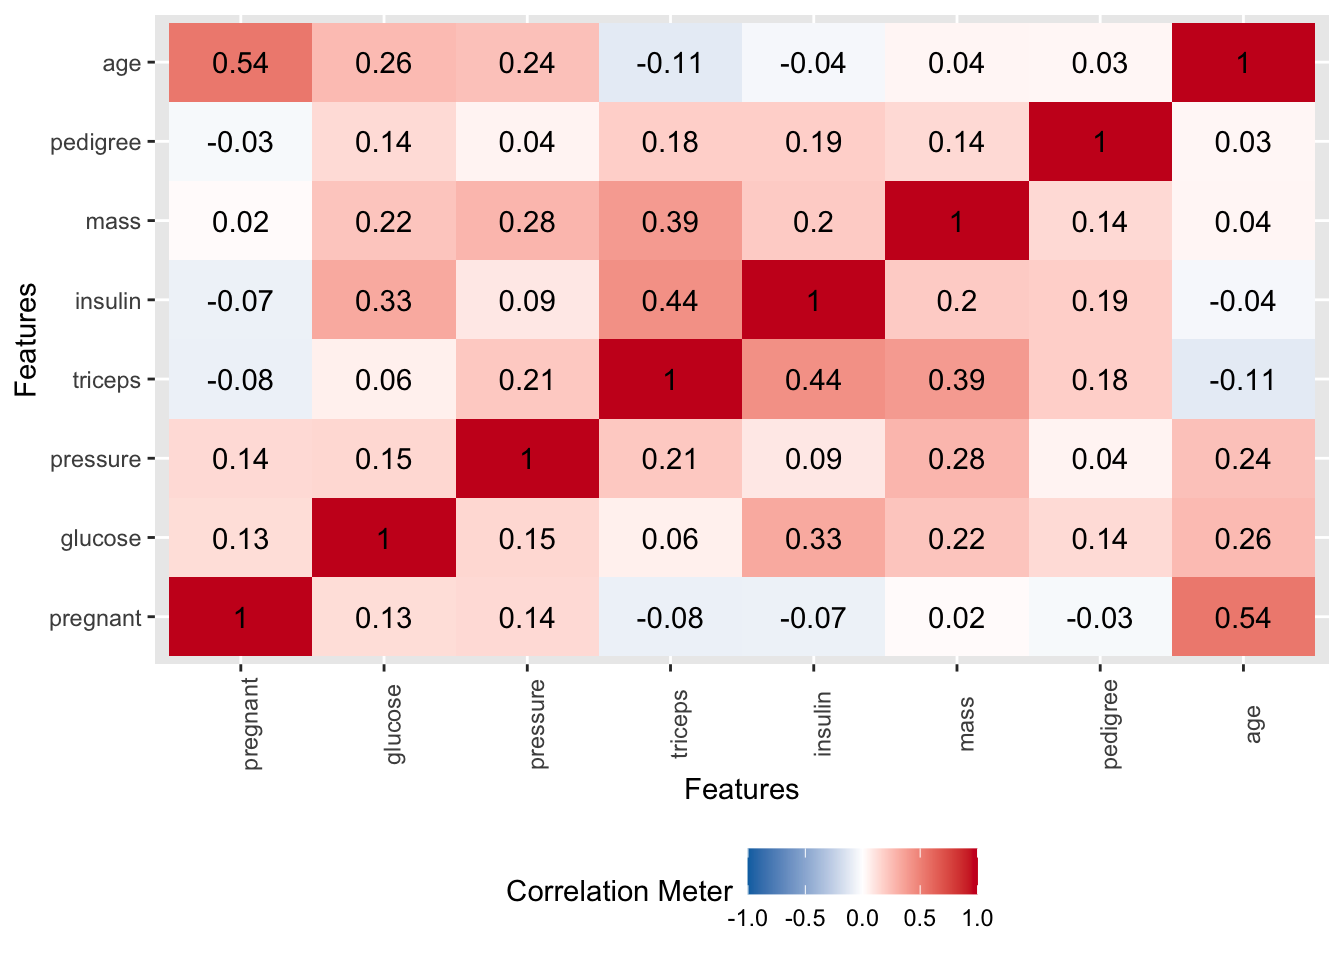 age 0.54 0.26 0.24 -0.11 -0.04 0.04 0.03 1
pedigree -0.03 0.14 0.04 0.18 0.19 0.14 1 0.03
mass 0.02 0.22 0.28 0.39 0.2 1 0.14 0.04
insulin -0.07 0.33 0.09 0.44 1 0.2 0.19 -0.04
triceps -0.08 0.06 0.21 1 0.44 0.39 0.18 -0.11
pressure 0.14 0.15 1 0.21 0.09 0.28 0.04 0.24
glucose 0.13 1 0.15 0.06 0.33 0.22 0.14 0.26
pregnant 1 0.13 0.14 -0.08 -0.07 0.02 -0.03 0.54
Features
pregnant glucose pressure triceps insulin mass pedigree age
Features
Correlation Meter
-1.0 -0.5 0.0 0.5 1.0